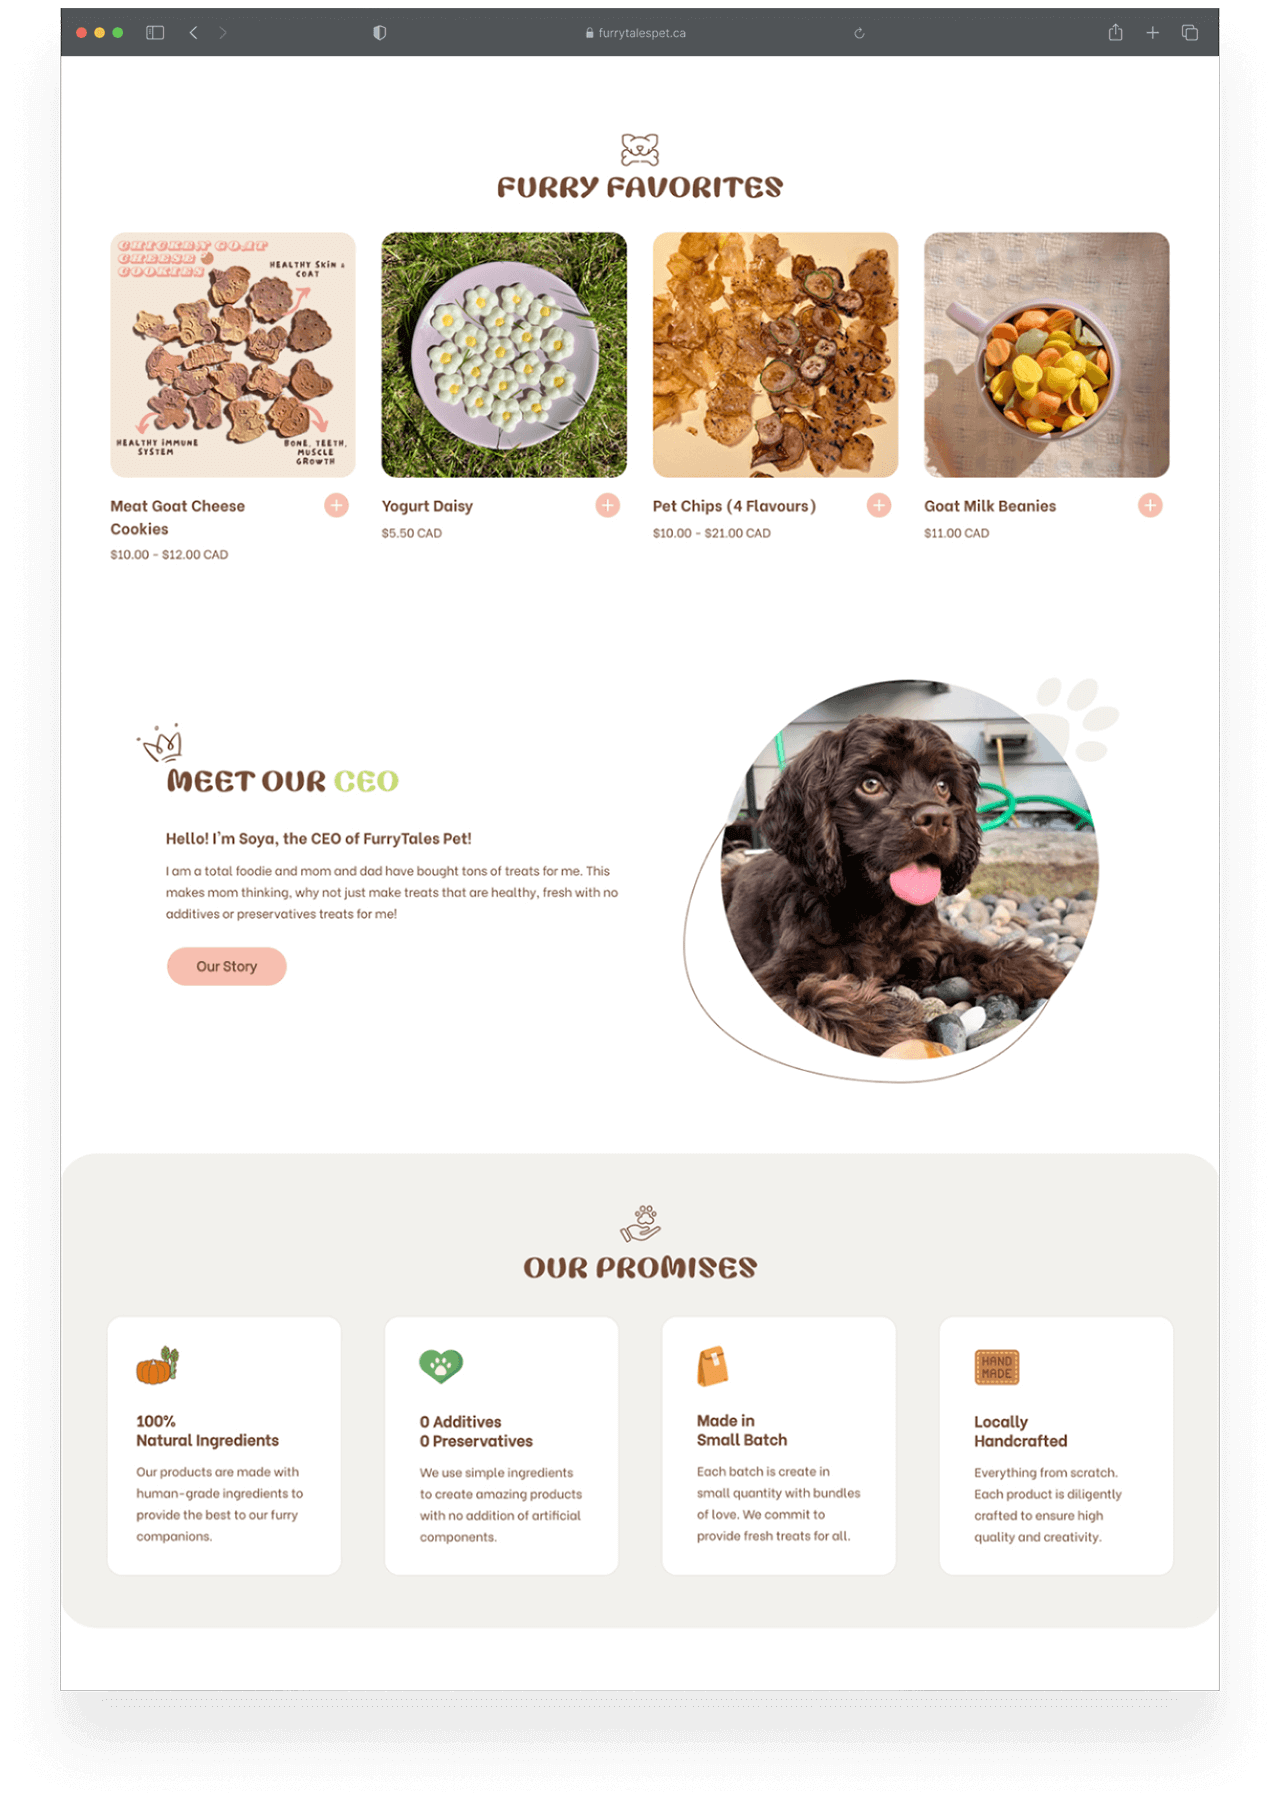 furrytalespet.ca
FURRY FAVORITES
CHICKEN GOAT
CHEESE
COOKIES
HEALTHY SKIN &
COAT
HEALTHY IMMUNE
SYSTEM
BONE, TEETH,
MUSCLE
GROWTH
Meat Goat Cheese
Cookies
$10.00 - $12.00 CAD
Yogurt Daisy
$5.50 CAD
Pet Chips (4 Flavours)
$10.00 - $21.00 CAD
Goat Milk Beanies
$11.00 CAD
MEET OUR CEO
Hello! I'm Soya, the CEO of FurryTales Pet!
I am a total foodie and mom and dad have bought tons of treats for me. This
makes mom thinking, why not just make treats that are healthy, fresh with no
additives or preservatives treats for me!
Our Story
OUR PROMISES
100%
Natural Ingredients
Our products are made with
human-grade ingredients to
provide the best to our furry
companions.
0 Additives
0 Preservatives
We use simple ingredients
to create amazing products
with no addition of artificial
components.
Made in
Small Batch
Each batch is create in
small quantity with bundles
of love. We commit to
provide fresh treats for all.
HAND
MADE
Locally
Handcrafted
Everything from scratch.
Each product is diligently
crafted to ensure high
quality and creativity.